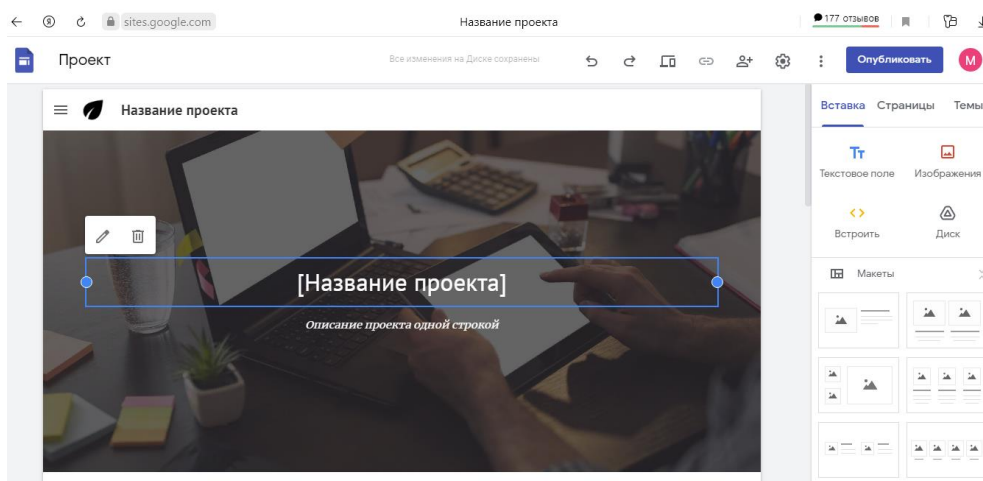 sites.google.com
Название проекта
177 отзывов
Проект
Все изменения на Диске сохранены
Опубликовать
M
Название проекта
Вставка Страницы Темы
Tт
Текстовое поле Изображения
Встроить Диск
[Название проекта]
Макеты
Описание проекта одной строкой